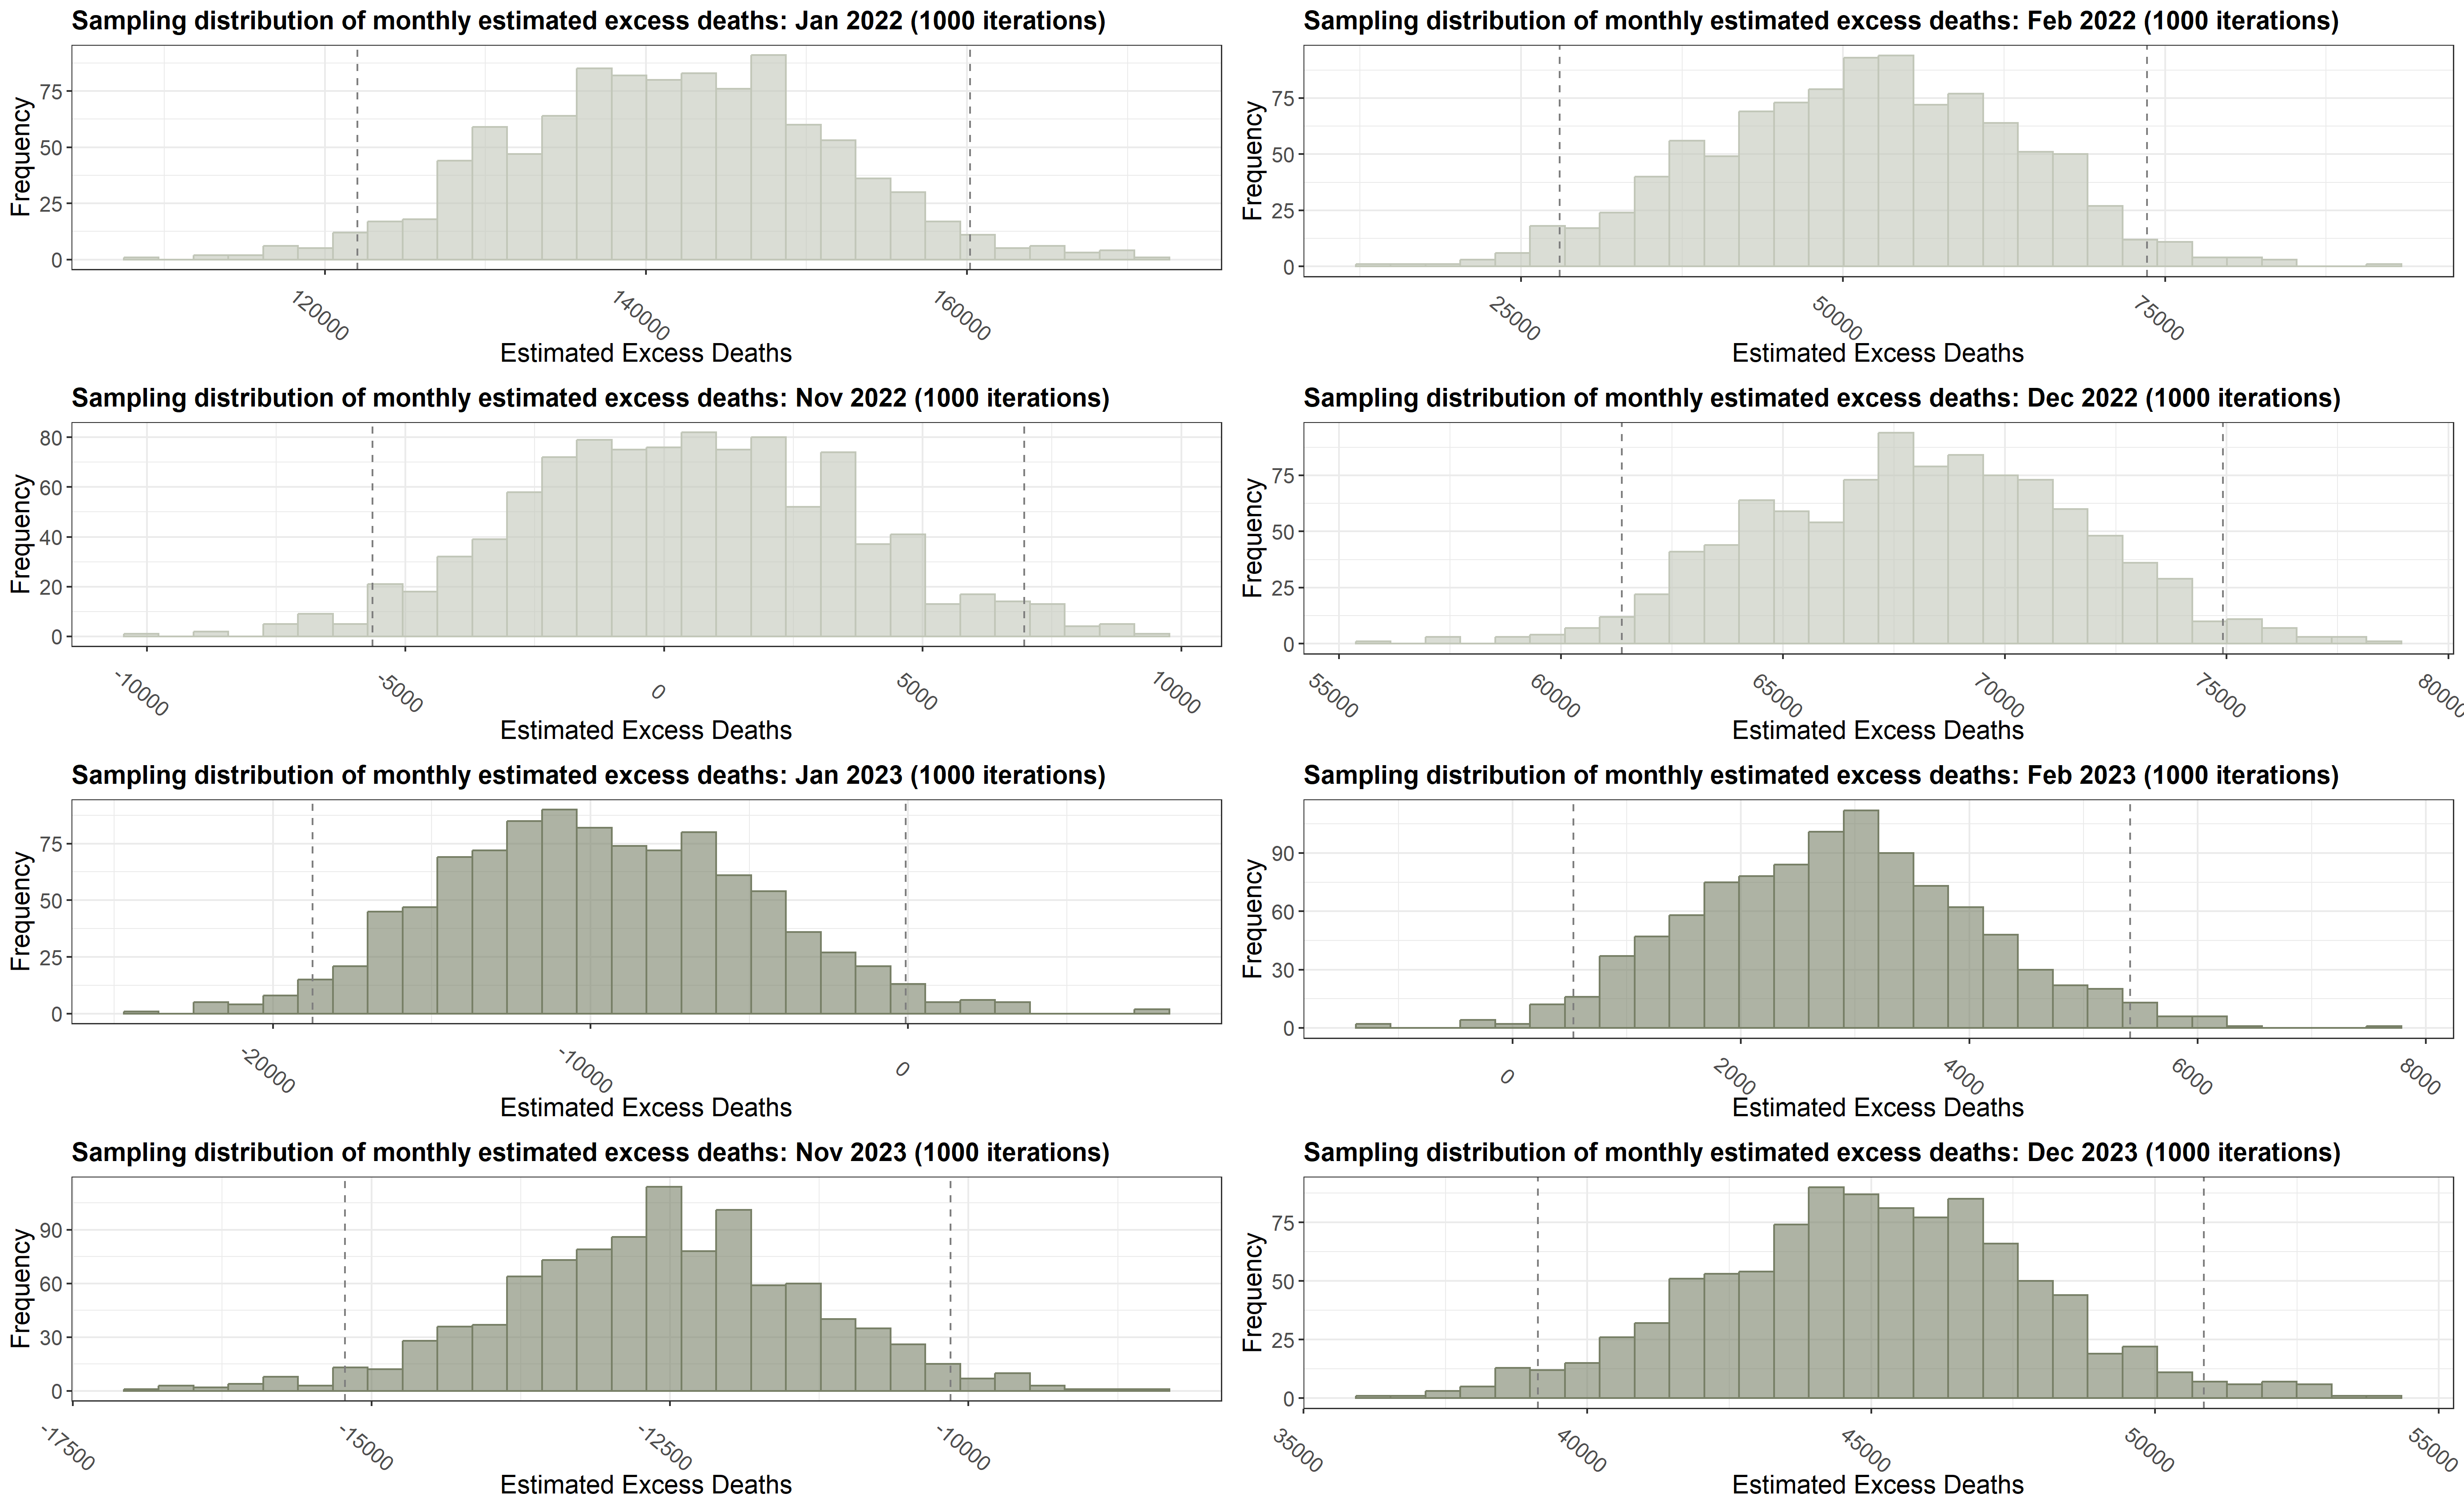 Sampling distribution of monthly estimated excess deaths: Jan 2022 (1000 iterations)
Frequency
75
50
25
0
120000
140000
160000
Estimated Excess Deaths
Sampling distribution of monthly estimated excess deaths: Feb 2022 (1000 iterations)
Frequency
75
50
25
0
25000
50000
75000
Estimated Excess Deaths
Sampling distribution of monthly estimated excess deaths: Nov 2022 (1000 iterations)
Frequency
80
60
40
20
0
-10000
-5000
0
5000
10000
Estimated Excess Deaths
Sampling distribution of monthly estimated excess deaths: Dec 2022 (1000 iterations)
Frequency
75
50
25
0
55000
60000
65000
70000
75000
80000
Estimated Excess Deaths
Sampling distribution of monthly estimated excess deaths: Jan 2023 (1000 iterations)
Frequency
75
50
25
0
-20000
-10000
0
Estimated Excess Deaths
Sampling distribution of monthly estimated excess deaths: Feb 2023 (1000 iterations)
Frequency
90
60
30
0
0
2000
4000
6000
8000
Estimated Excess Deaths
Sampling distribution of monthly estimated excess deaths: Nov 2023 (1000 iterations)
Frequency
90
60
30
0
-17500
-15000
-12500
-10000
Estimated Excess Deaths
Sampling distribution of monthly estimated excess deaths: Dec 2023 (1000 iterations)
Frequency
75
50
25
0
35000
40000
45000
50000
55000
Estimated Excess Deaths